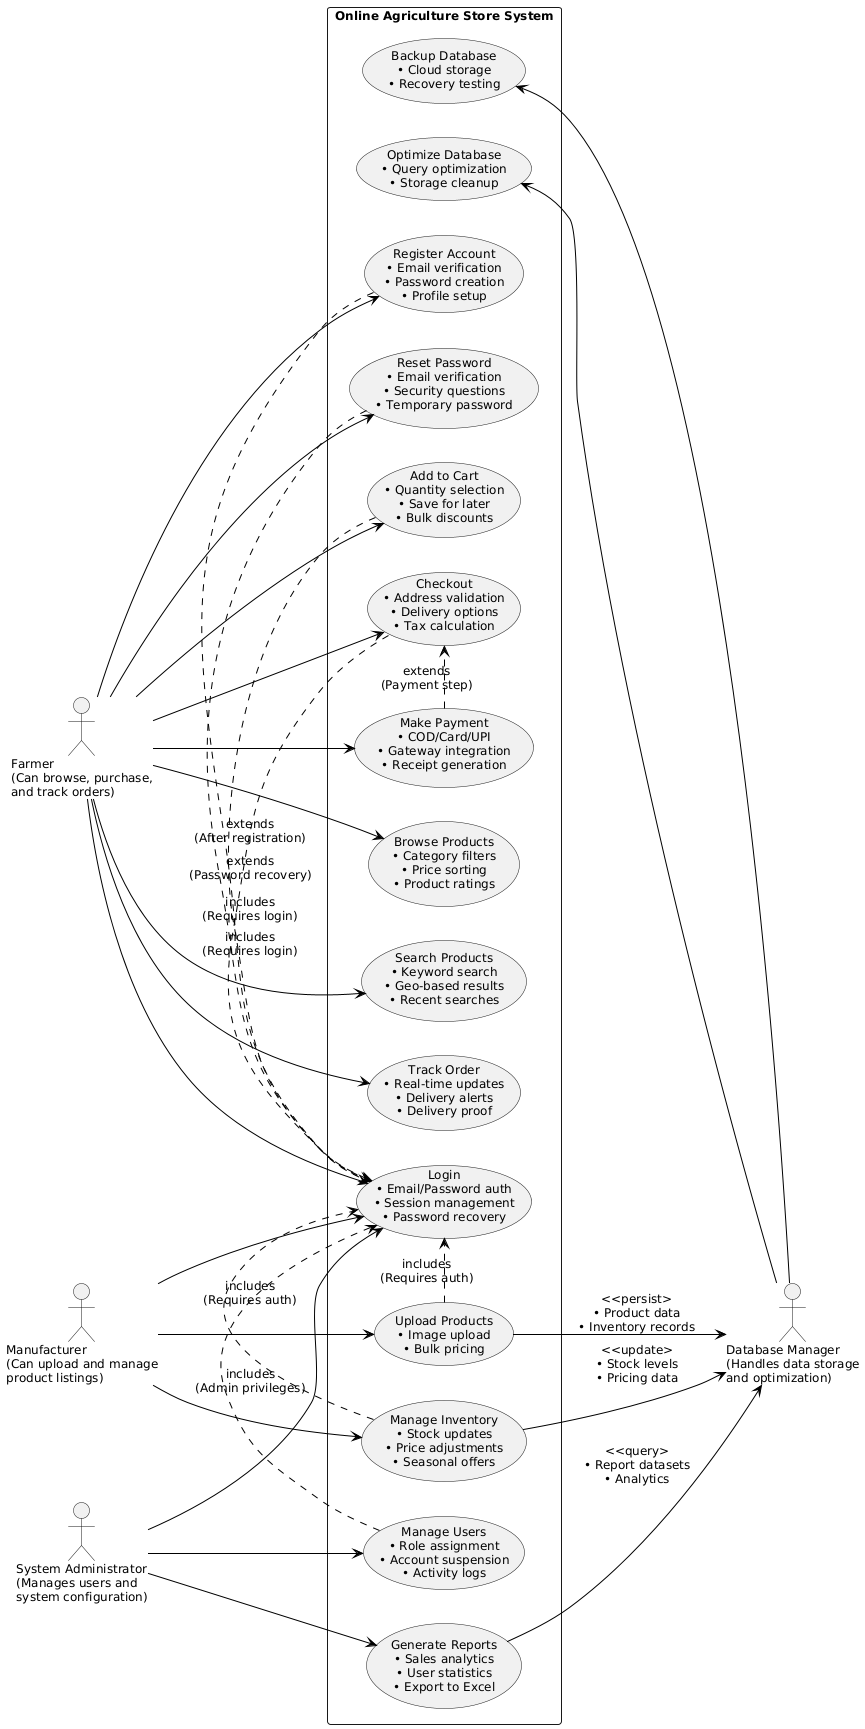 Online Agriculture Store System
Backup Database
• Cloud storage
• Recovery testing
Optimize Database
• Query optimization
• Storage cleanup
Register Account
• Email verification
• Password creation
• Profile setup
Reset Password
• Email verification
• Security questions
• Temporary password
Add to Cart
• Quantity selection
• Save for later
• Bulk discounts
Checkout
• Address validation
• Delivery options
• Tax calculation
extends
(Payment step)
Make Payment
• COD/Card/UPI
• Gateway integration
• Receipt generation
Farmer
(Can browse, purchase,
and track orders)
extends
(After registration)
extends
(Password recovery)
includes
(Requires login)
includes
(Requires login)
Browse Products
• Category filters
• Price sorting
• Product ratings
Search Products
• Keyword search
• Geo-based results
• Recent searches
Track Order
• Real-time updates
• Delivery alerts
• Delivery proof
Login
• Email/Password auth
• Session management
• Password recovery
includes
(Requires auth)
includes
(Requires auth)
Manufacturer
(Can upload and manage
product listings)
Upload Products
• Image upload
• Bulk pricing
<<persist>
• Product data
• Inventory records
<<update>
• Stock levels
• Pricing data
Database Manager
(Handles data storage
and optimization)
includes
(Admin privileges)
Manage Inventory
• Stock updates
• Price adjustments
• Seasonal offers
<<query>
• Report datasets
• Analytics
Manage Users
• Role assignment
• Account suspension
• Activity logs
System Administrator
(Manages users and
system configuration)
Generate Reports
• Sales analytics
• User statistics
• Export to Excel